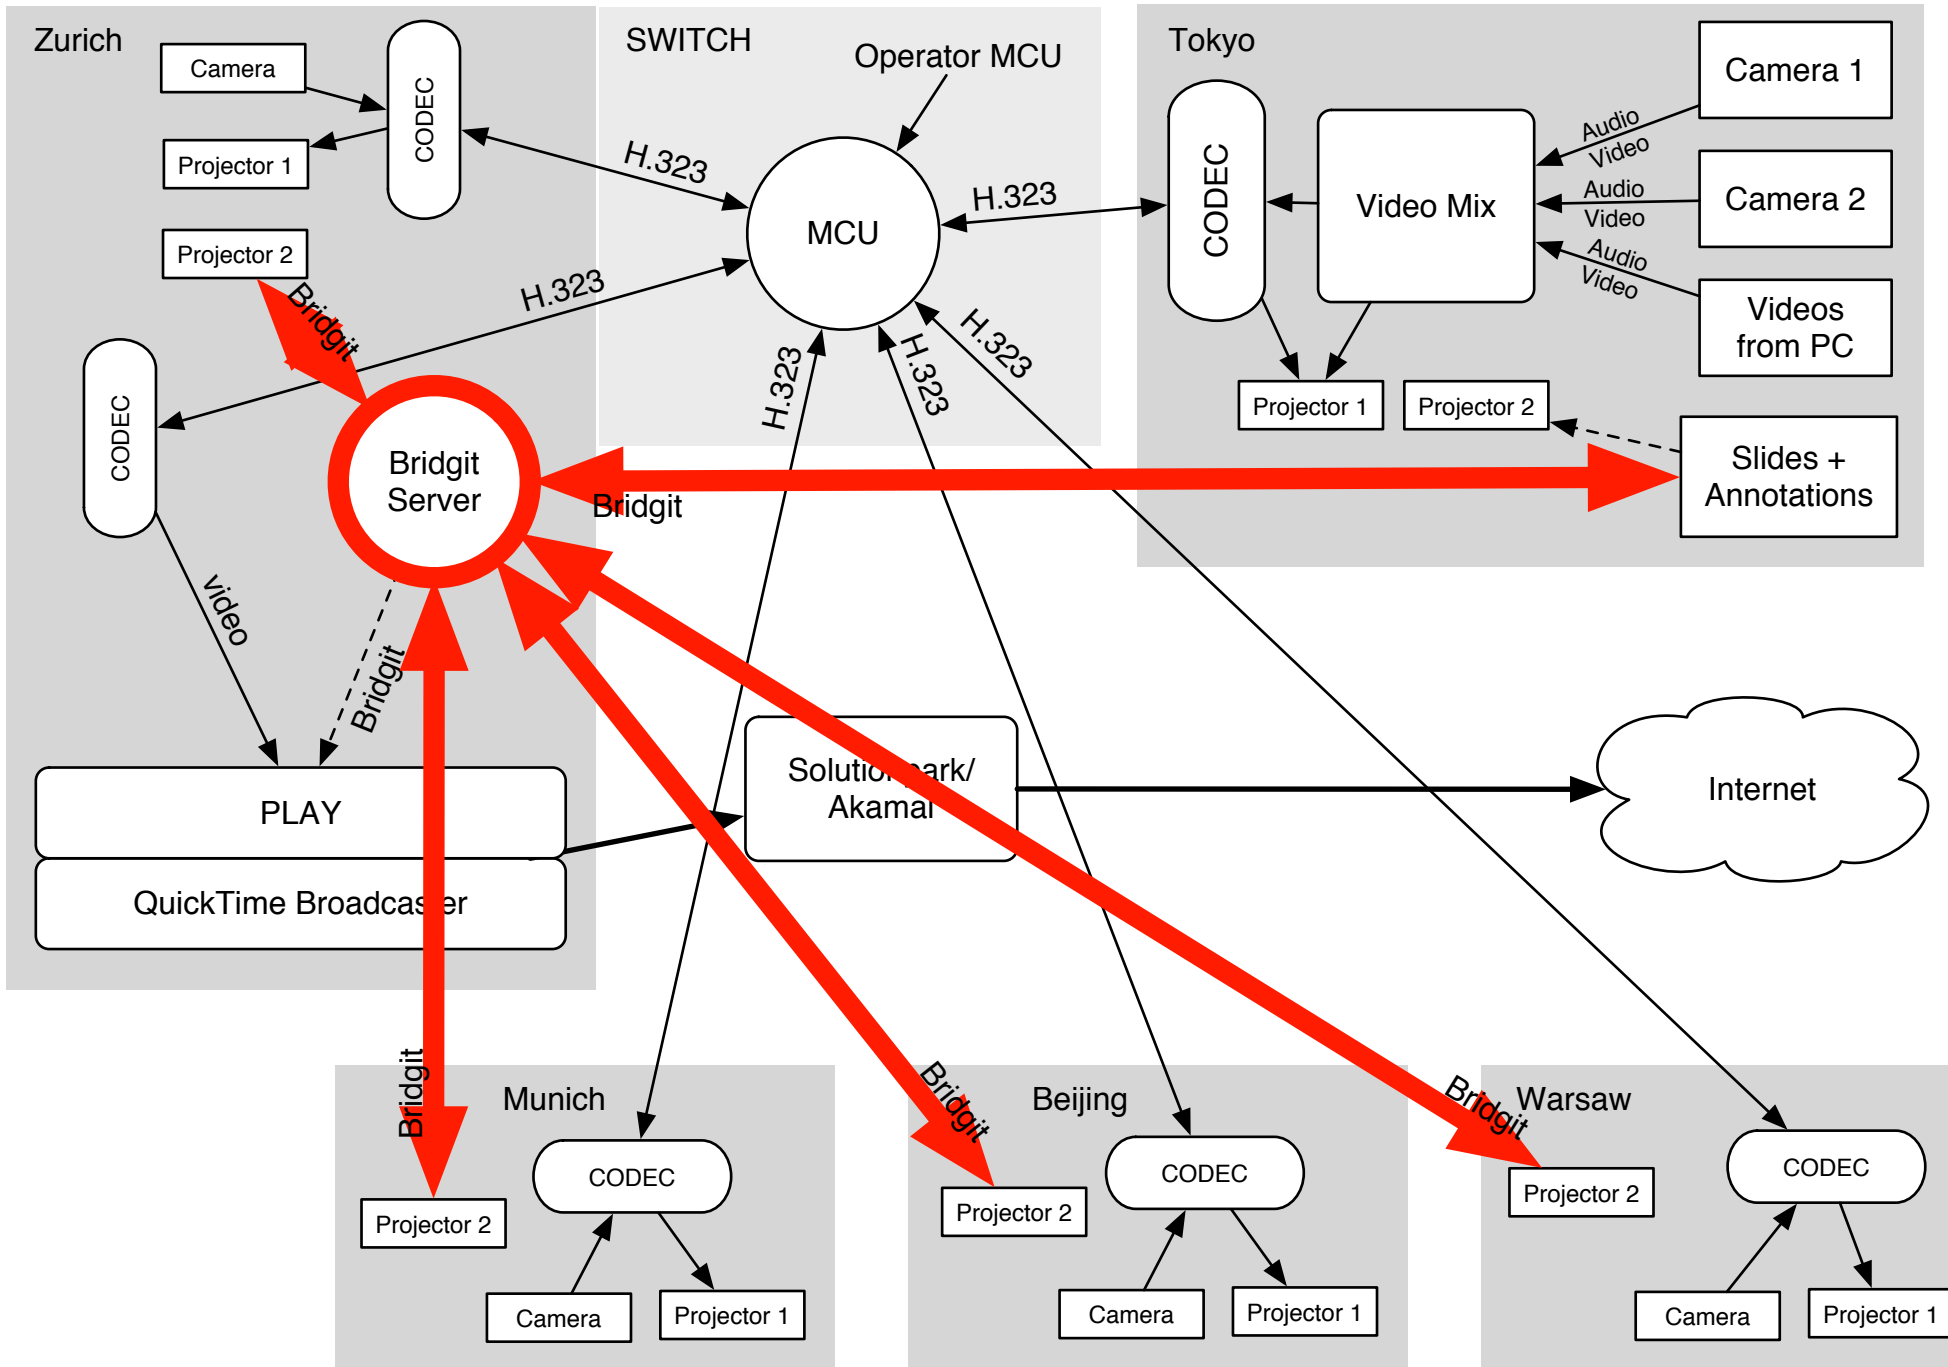 Zurich
Camera
CODEC
Projector 1
Projector 2
Bridgit
CODEC
Bridgit
Server
video
Bridgit
PLAY
QuickTime Broadcaster
SWITCH
Operator MCU
MCU
H.323
H.323
H.323
H.323
H.323
H.323
Tokyo
CODEC
Video Mix
Audio
Video
Audio
Video
Audio
Video
Camera 1
Camera 2
Videos
from PC
Projector 1
Projector 2
Slides +
Annotations
Bridgit
Solutionpark/
Akamai
Internet
Bridgit
Munich
CODEC
Projector 2
Camera
Projector 1
Bridgit
Beijing
CODEC
Projector 2
Camera
Projector 1
Bridgit
Warsaw
CODEC
Projector 2
Camera
Projector 1